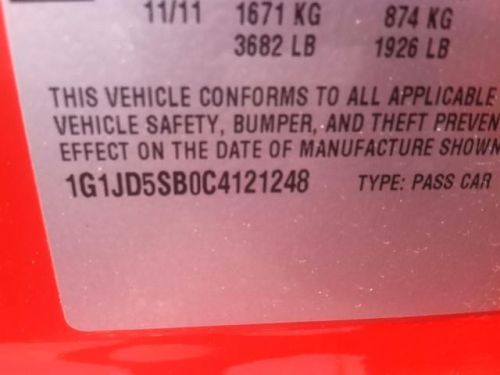 11/11 1671 KG 874 KG
3682 LB 1926 LB
THIS VEHICLE CONFORMS TO ALL APPLICABLE
VEHICLE SAFETY, BUMPER, AND THEFT PREVEN
EFFECT ON THE DATE OF MANUFACTURE SHOWN
1G1JD5SB0C4121248 TYPE: PASS CAR